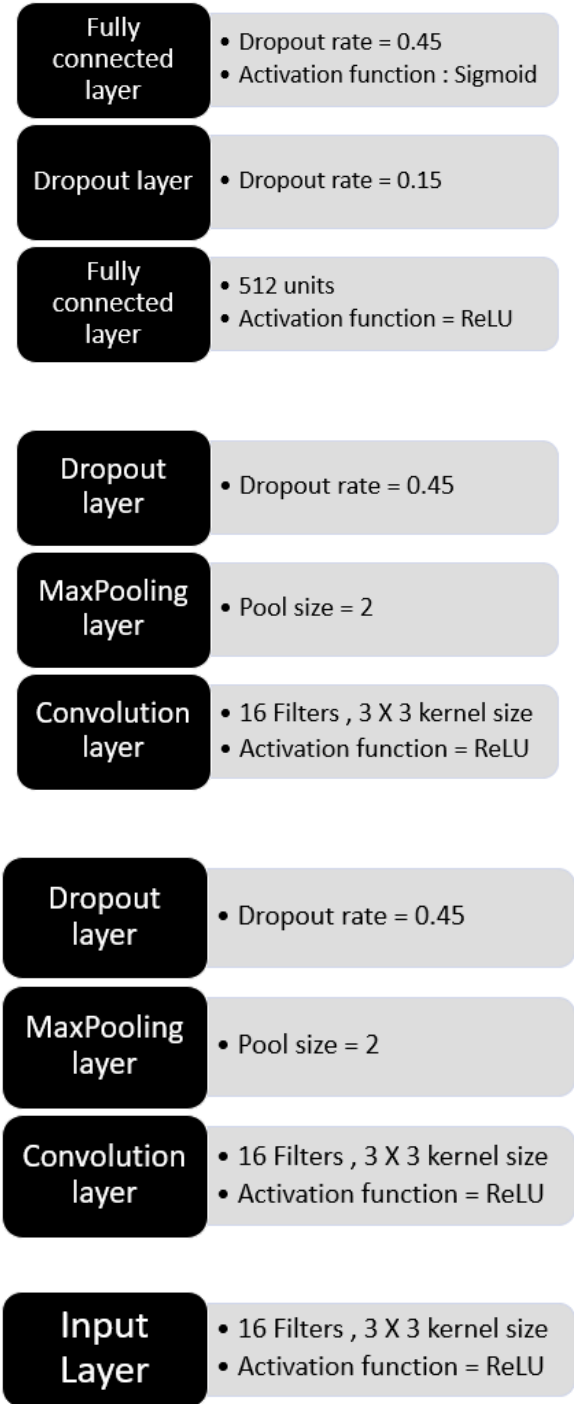 Fully
connected
layer
• Dropout rate = 0.45
• Activation function : Sigmoid
Dropout layer
• Dropout rate = 0.15
Fully
connected
layer
• 512 units
• Activation function = ReLU
Dropout
layer
• Dropout rate = 0.45
MaxPooling
layer
• Pool size = 2
Convolution
layer
• 16 Filters , 3 X 3 kernel size
• Activation function = ReLU
Dropout
layer
• Dropout rate = 0.45
MaxPooling
layer
• Pool size = 2
Convolution
layer
• 16 Filters , 3 X 3 kernel size
• Activation function = ReLU
Input
Layer
• 16 Filters , 3 X 3 kernel size
• Activation function = ReLU